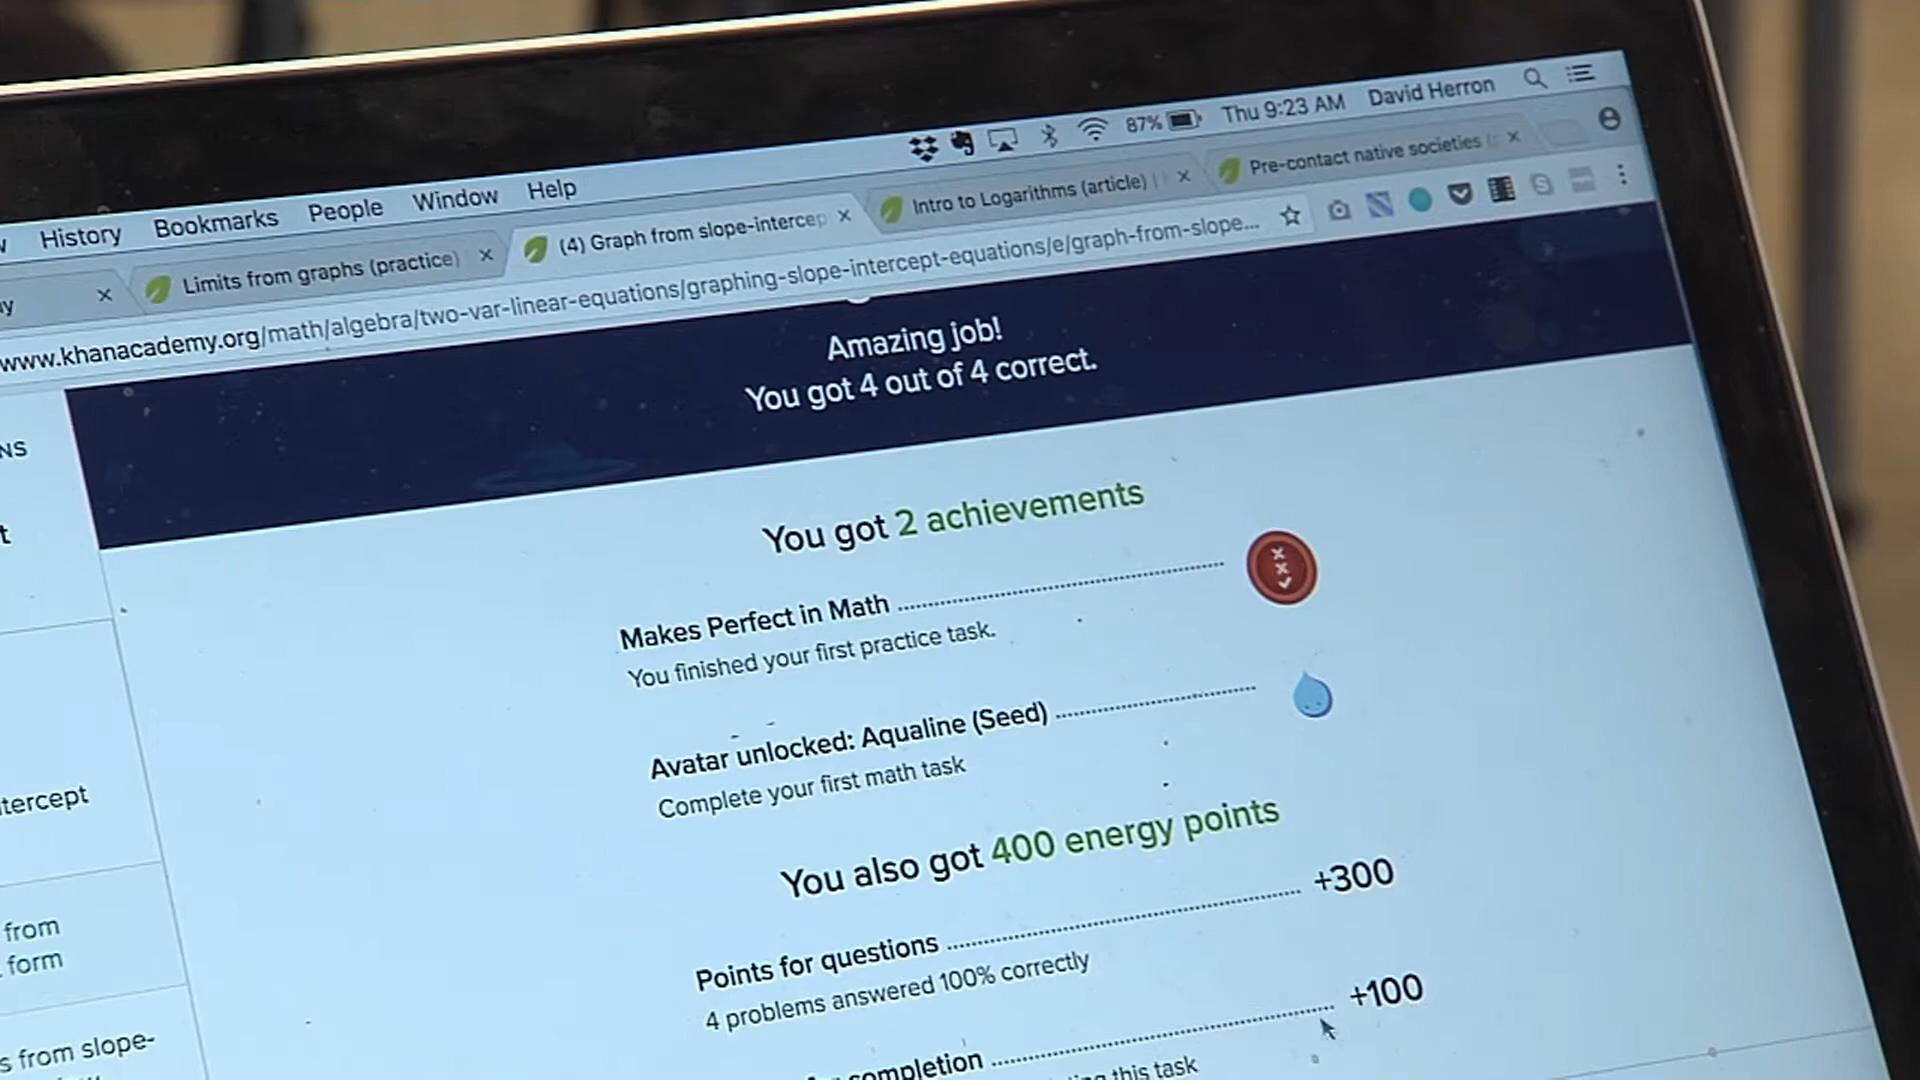 History Bookmarks People Window Help 87% Thu 9:23 AM David Herron
Limits from graphs (practice) (4) Graph from slope-intercep Intro to Logarithms (article) | Pre-contact native societies
www.khanacademy.org/math/algebra/two-var-linear-equations/graphing-slope-intercept-equations/e/graph-from-slope...
Amazing job!
You got 4 out of 4 correct.
NS
t
tercept
from
form
s from slope-
You got 2 achievements
Makes Perfect in Math
You finished your first practice task.
Avatar unlocked: Aqualine (Seed)
Complete your first math task
You also got 400 energy points
Points for questions +300
4 problems answered 100% correctly
completion +100
this task